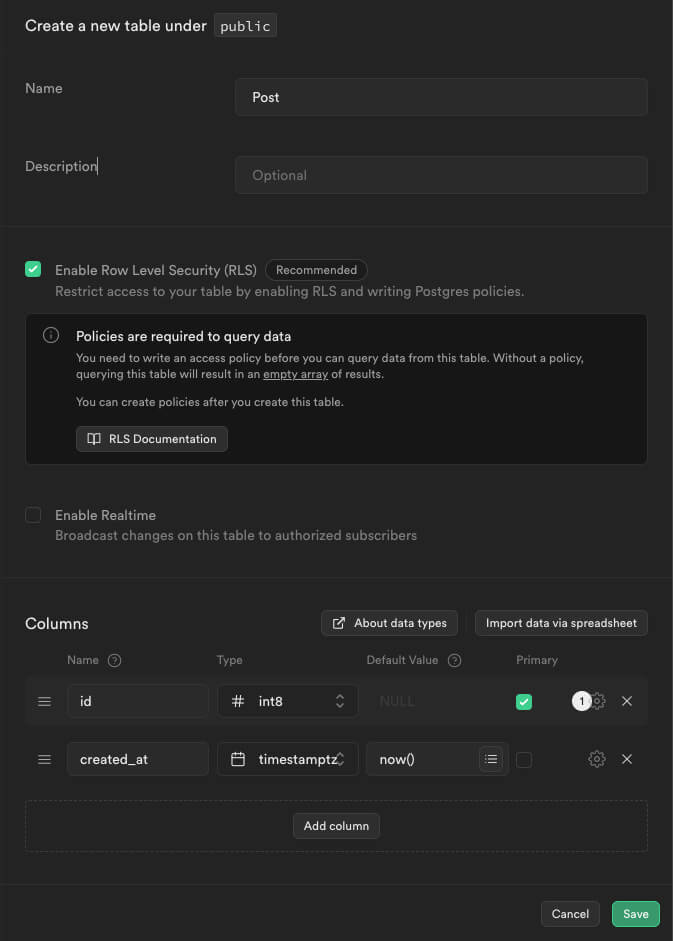 Create a new table under public
Name
Post
Description
Optional
Enable Row Level Security (RLS) Recommended
Restrict access to your table by enabling RLS and writing Postgres policies.
Policies are required to query data
You need to write an access policy before you can query data from this table. Without a policy,
querying this table will result in an empty array of results.
You can create policies after you create this table.
RLS Documentation
Enable Realtime
Broadcast changes on this table to authorized subscribers
Columns About data types Import data via spreadsheet
Name Type Default Value Primary
id # int8 NULL 1
created_at timestamptz now()
Add column
Cancel Save